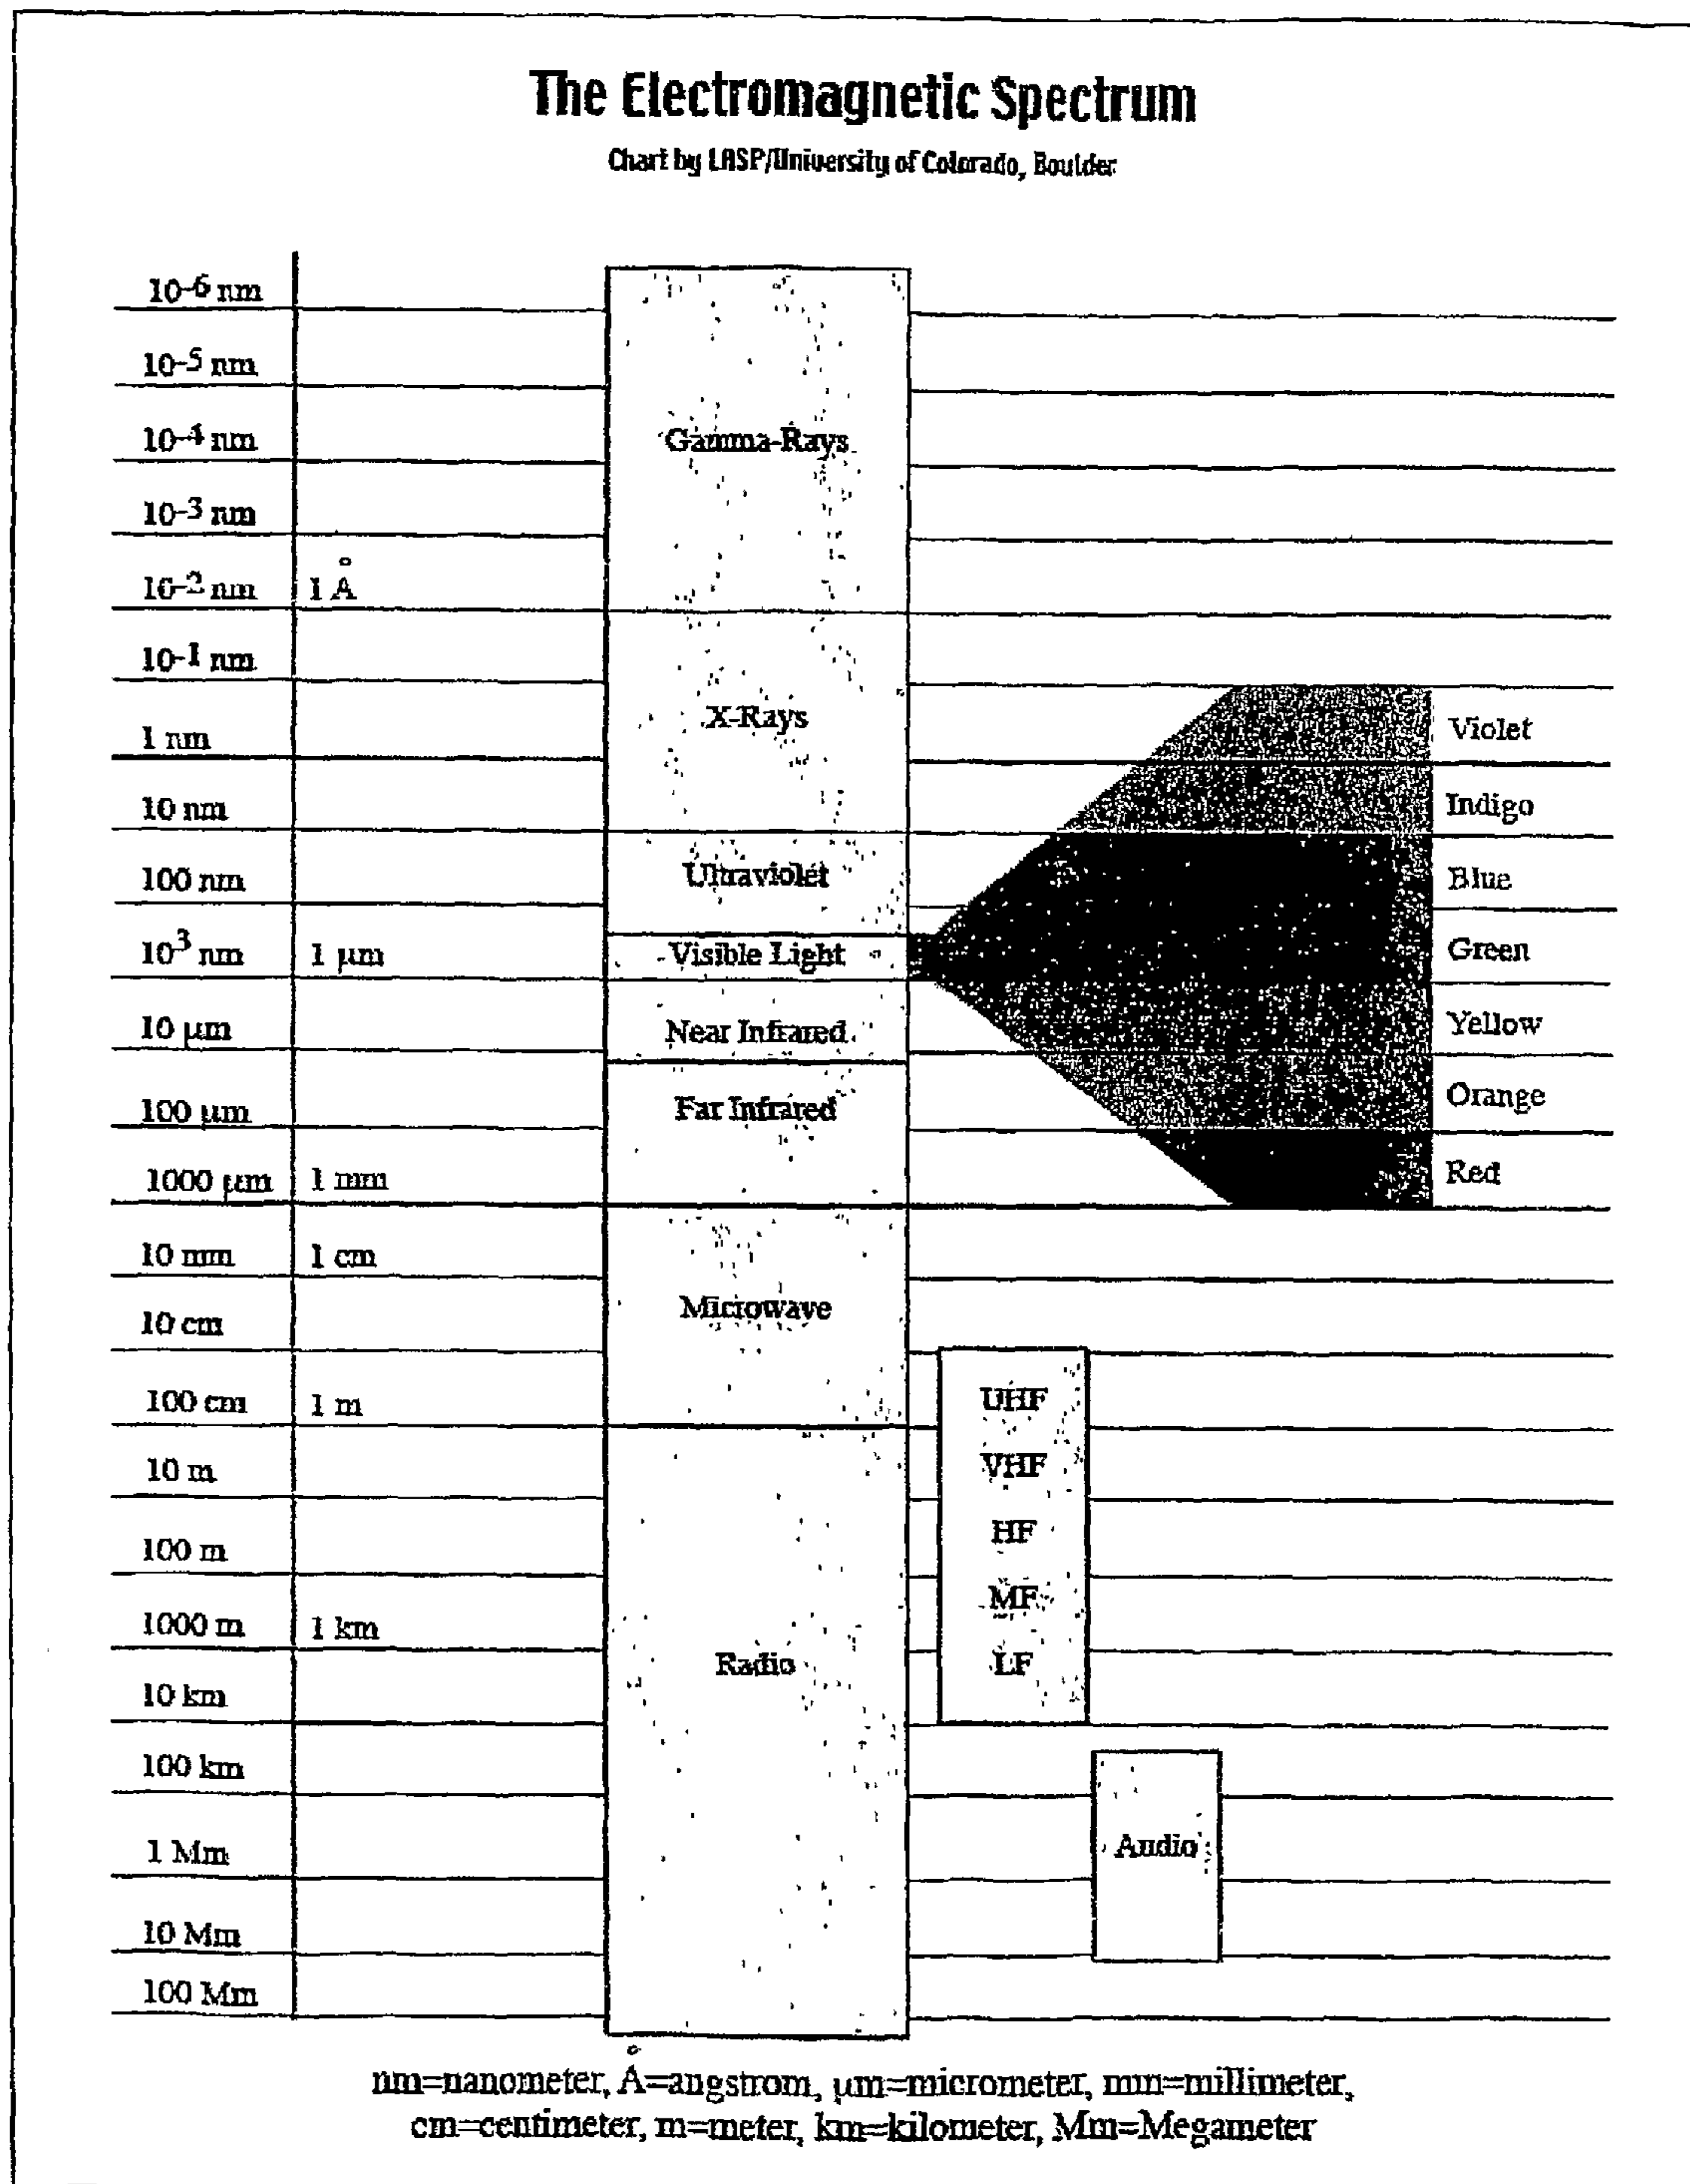 The Electromagnetic Spectrum
Chart by LASP/University of Colorado, Boulder
10-6 nm
10-5 nm
10-4 nm
Gamma-Rays
10-3 nm
10-2 nm 1 Å
10-1 nm
X-Rays
1 nm Violet
10 nm Indigo
100 nm Ultraviolet Blue
103 nm 1 μm Visible Light Green
10 μm Near Infrared Yellow
100 μm Far Infrared Orange
1000 μm 1 mm Red
10 mm 1 cm
Microwave
10 cm
100 cm 1 m UHF
10 m VHF
100 m HF
1000 m 1 km MF
Radio LF
10 km
100 km
1 Mm Audio
10 Mm
100 Mm
nm=nanometer, Å=angstrom, μm=micrometer, mm=millimeter,
cm=centimeter, m=meter, km=kilometer, Mm=Megameter